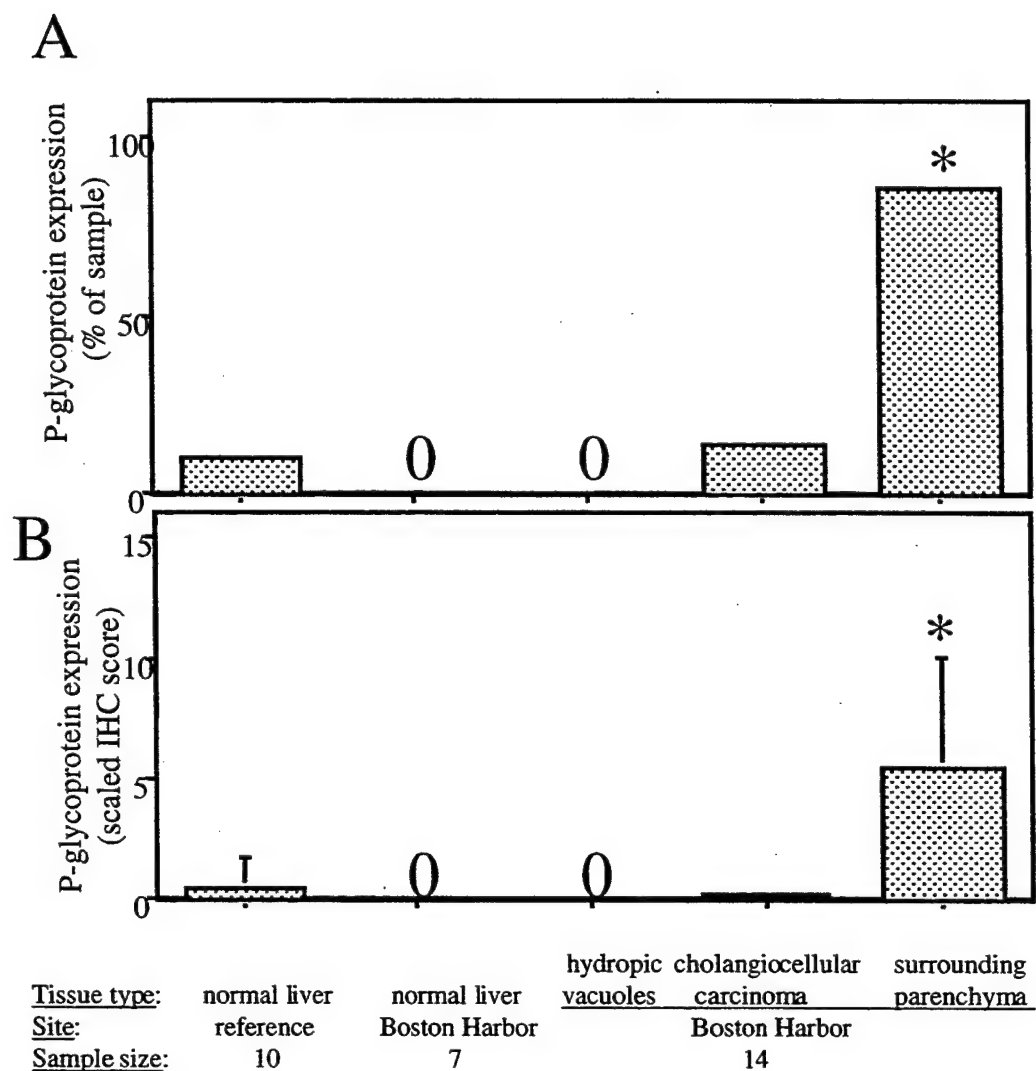 A
P-glycoprotein expression
(% of sample)
100
50
0
0
0
*
B
P-glycoprotein expression
(scaled IHC score)
15
10
5
0
0
0
*
hydropic cholangiocellular surrounding
Tissue type: normal liver normal liver vacuoles carcinoma parenchyma
Site: reference Boston Harbor Boston Harbor
Sample size: 10 7 14